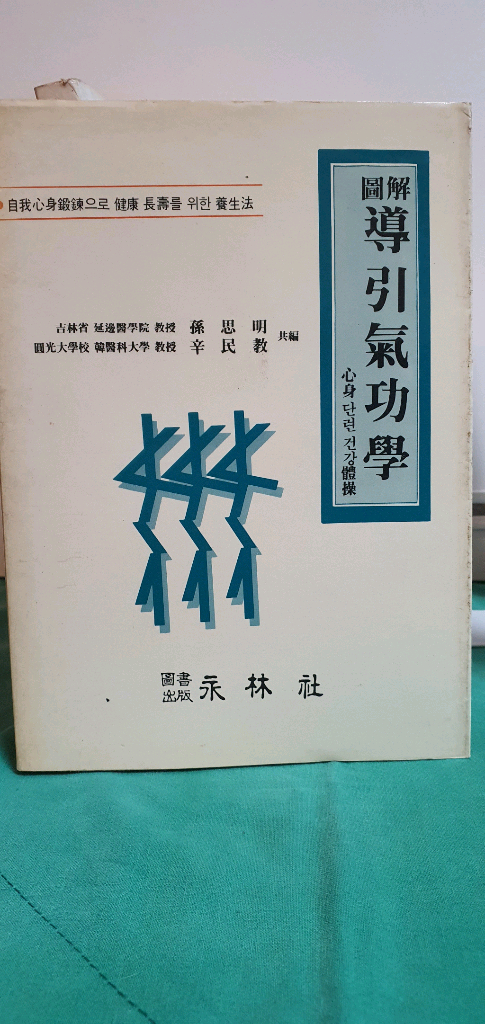 自我心身鍛鍊으로 健康 長壽를 위한 養生法
圖解
導引氣功學
心身 단련 건강體操
吉林省 延邊醫學院 敎授 孫思明
圓光大學校 韓醫科大學 敎授 辛民敎
共編
圖書出版 永林社